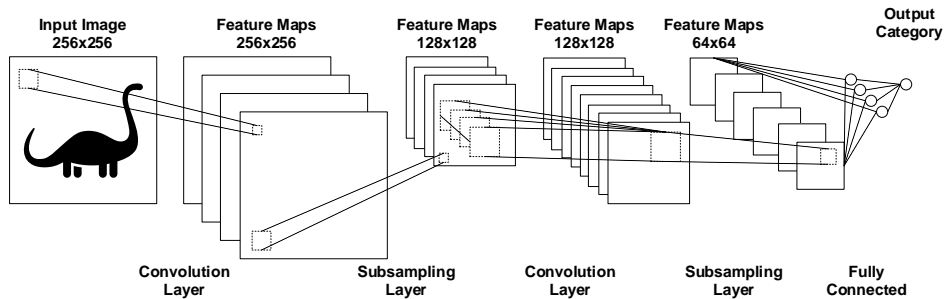 Input Image
256x256
Feature Maps
256x256
Feature Maps
128x128
Feature Maps
128x128
Feature Maps
64x64
Output
Category
Convolution
Layer
Subsampling
Layer
Convolution
Layer
Subsampling
Layer
Fully
Connected